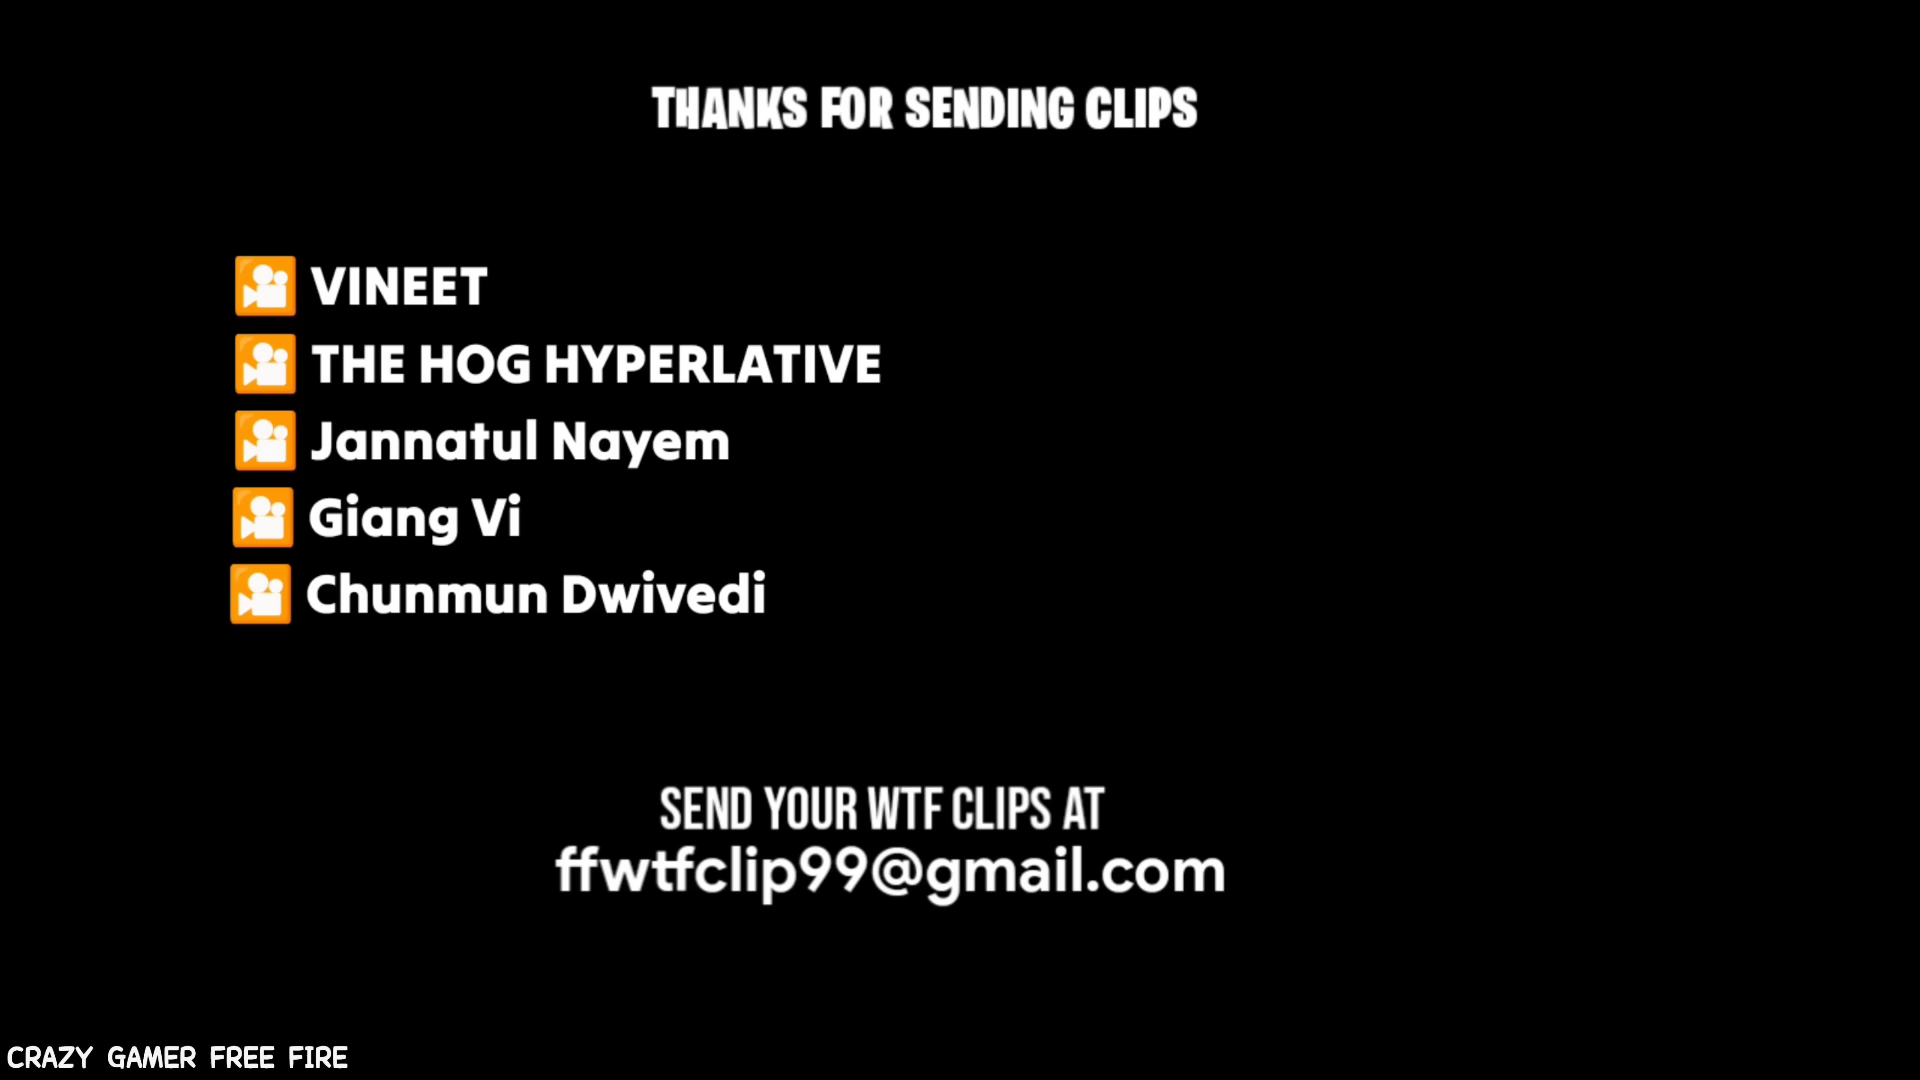 THANKS FOR SENDING CLIPS
🎦 VINEET
🎦 THE HOG HYPERLATIVE
🎦 Jannatul Nayem
🎦 Giang Vi
🎦 Chunmun Dwivedi
SEND YOUR WTF CLIPS AT
ffwtfclip99@gmail.com
CRAZY GAMER FREE FIRE